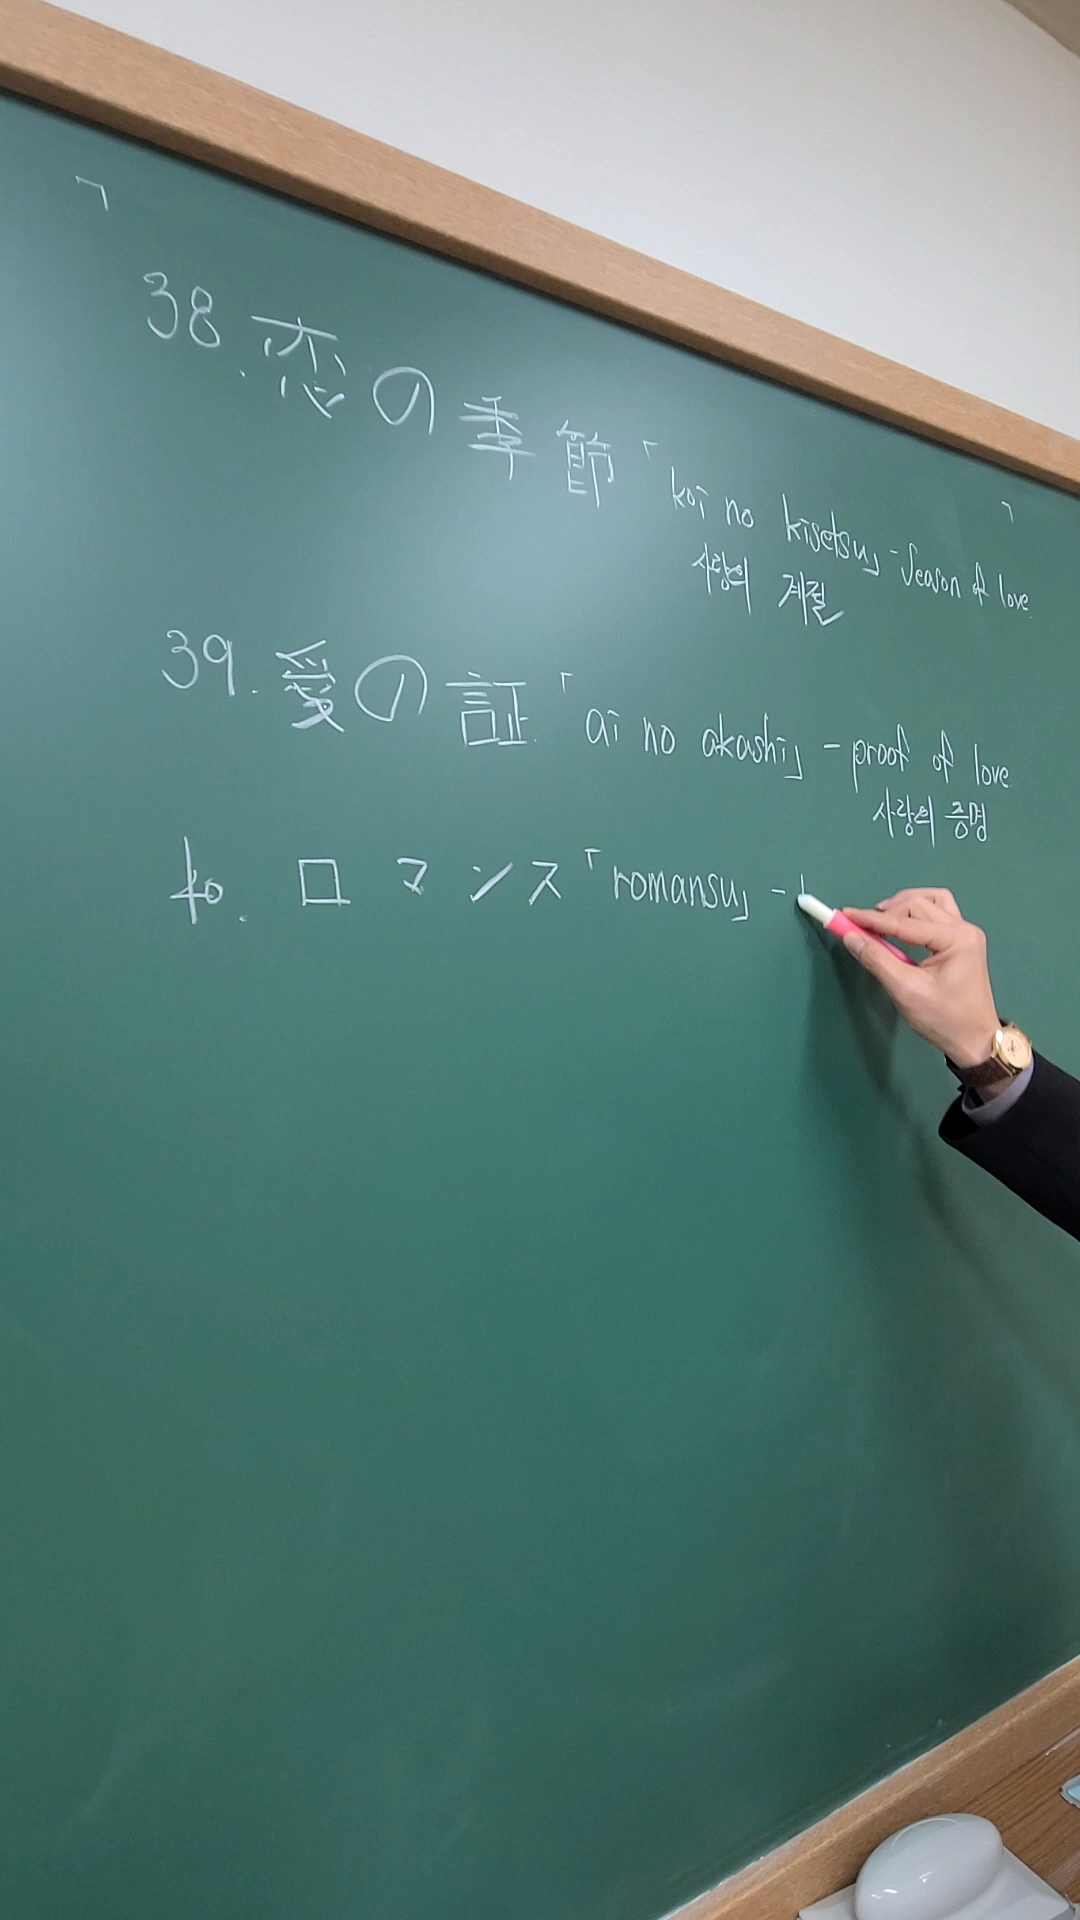 38. 恋の季節「koi no kisetsu」- Season of love
사랑의 계절
39. 愛の証「ai no akashi」- proof of love
사랑의 증명
40. ロマンス「romansu」-